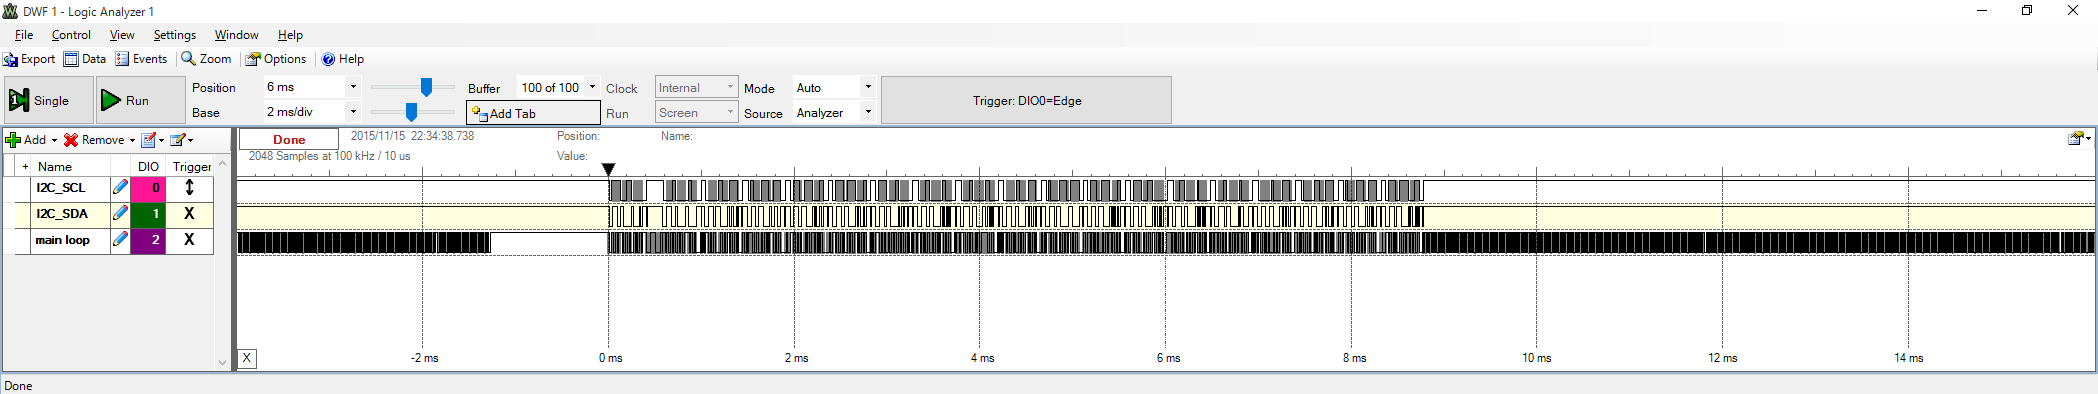 DWF 1 - Logic Analyzer 1
File Control View Settings Window Help
Export Data Events Zoom Options Help
Single Run Position 6 ms Buffer 100 of 100 Clock Internal Mode Auto Trigger: DIO0=Edge
Base 2 ms/div Add Tab Run Screen Source Analyzer
Add Remove Done 2015/11/15 22:34:38.738 Position: Name:
2048 Samples at 100 kHz / 10 us Value:
+ Name DIO Trigger
I2C_SCL 0
I2C_SDA 1 X
main loop 2 X
X -2 ms 0 ms 2 ms 4 ms 6 ms 8 ms 10 ms 12 ms 14 ms
Done